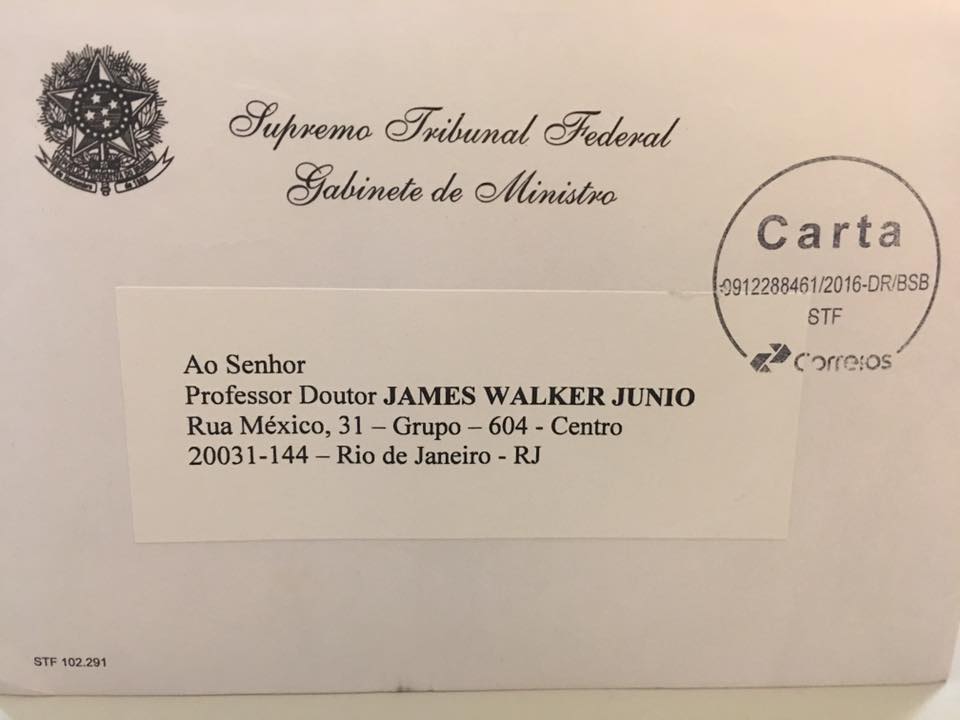 Supremo Tribunal Federal
Gabinete de Ministro
Carta
9912288461/2016-DR/BSB
STF
Correios
Ao Senhor
Professor Doutor JAMES WALKER JUNIO
Rua México, 31 – Grupo – 604 - Centro
20031-144 – Rio de Janeiro - RJ
STF 102.291